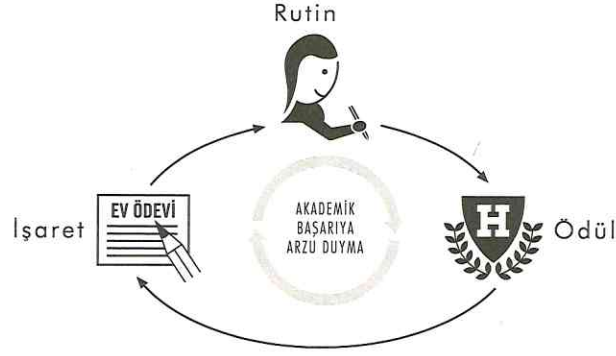 Rutin
İşaret
EV ÖDEVİ
AKADEMİK
BAŞARIYA
ARZU DUYMA
H
Ödül